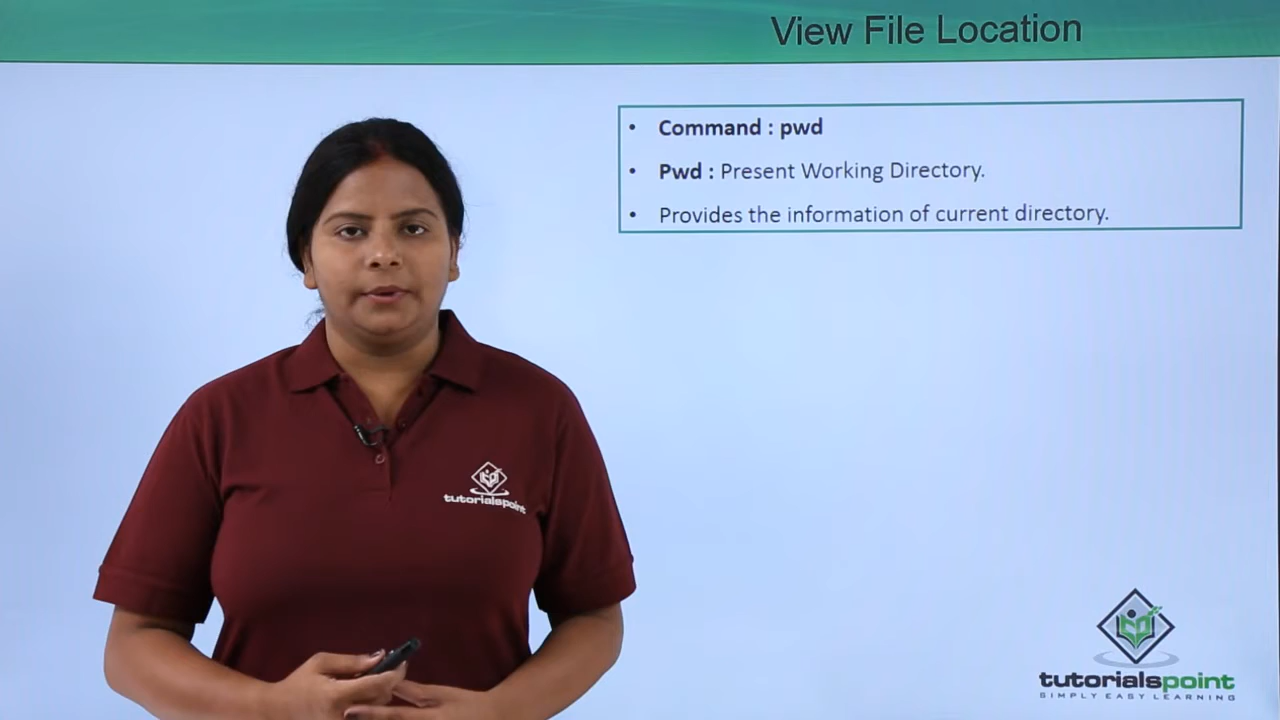 View File Location
• Command : pwd
• Pwd : Present Working Directory.
• Provides the information of current directory.
tutorialspoint
tutorialspoint
SIMPLY EASY LEARNING